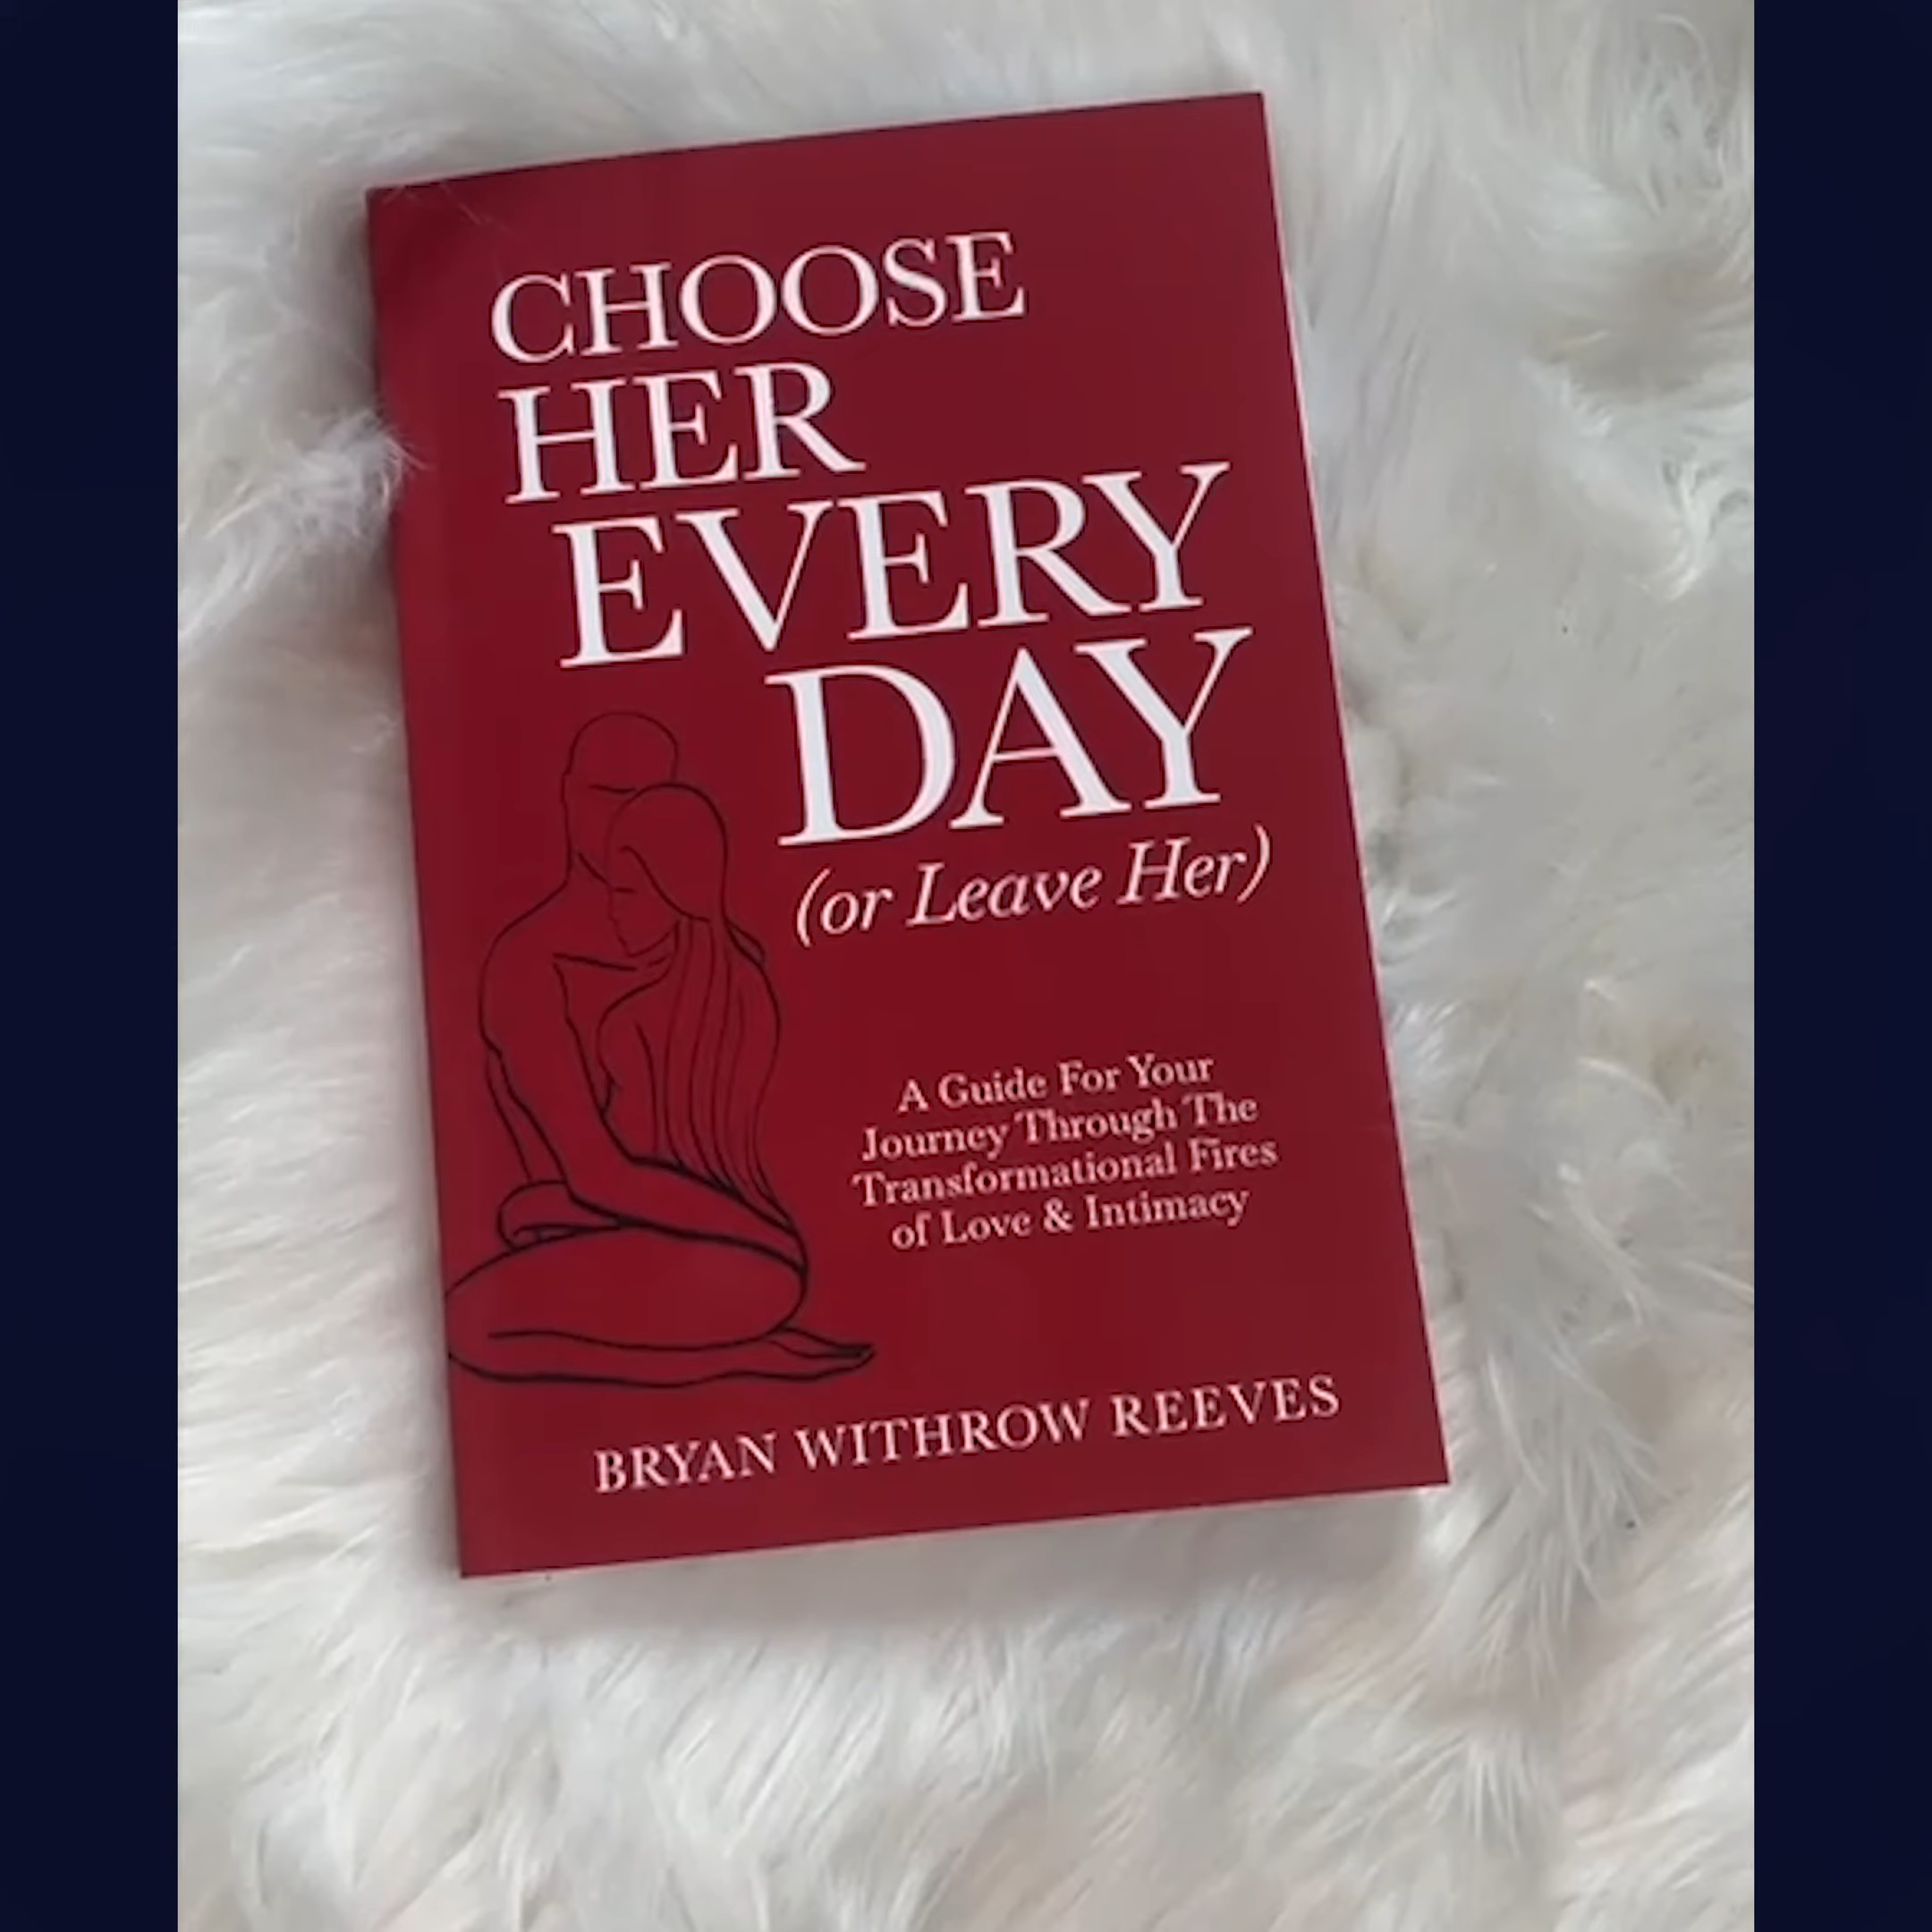 CHOOSE
HER
EVERY
DAY
(or Leave Her)
A Guide For Your
Journey Through The
Transformational Fires
of Love & Intimacy
BRYAN WITHROW REEVES